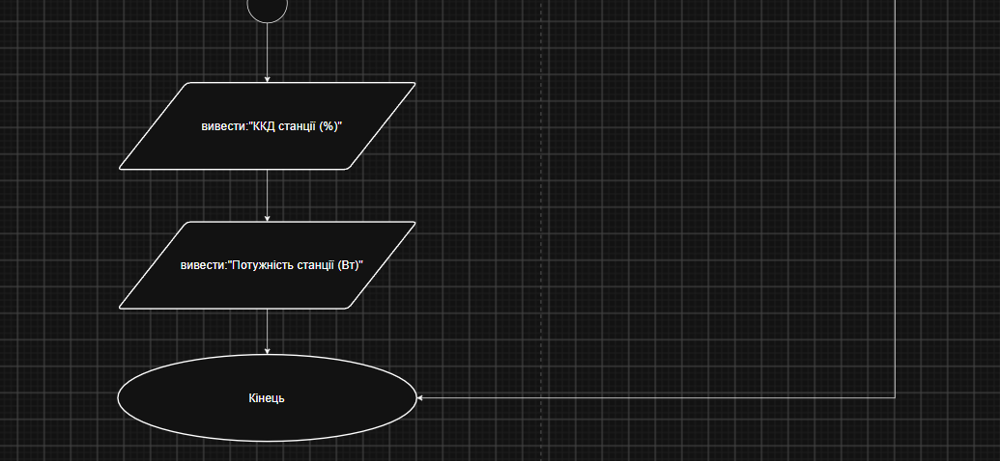 вивести:"ККД станції (%)"
вивести:"Потужність станції (Вт)"
Кінець